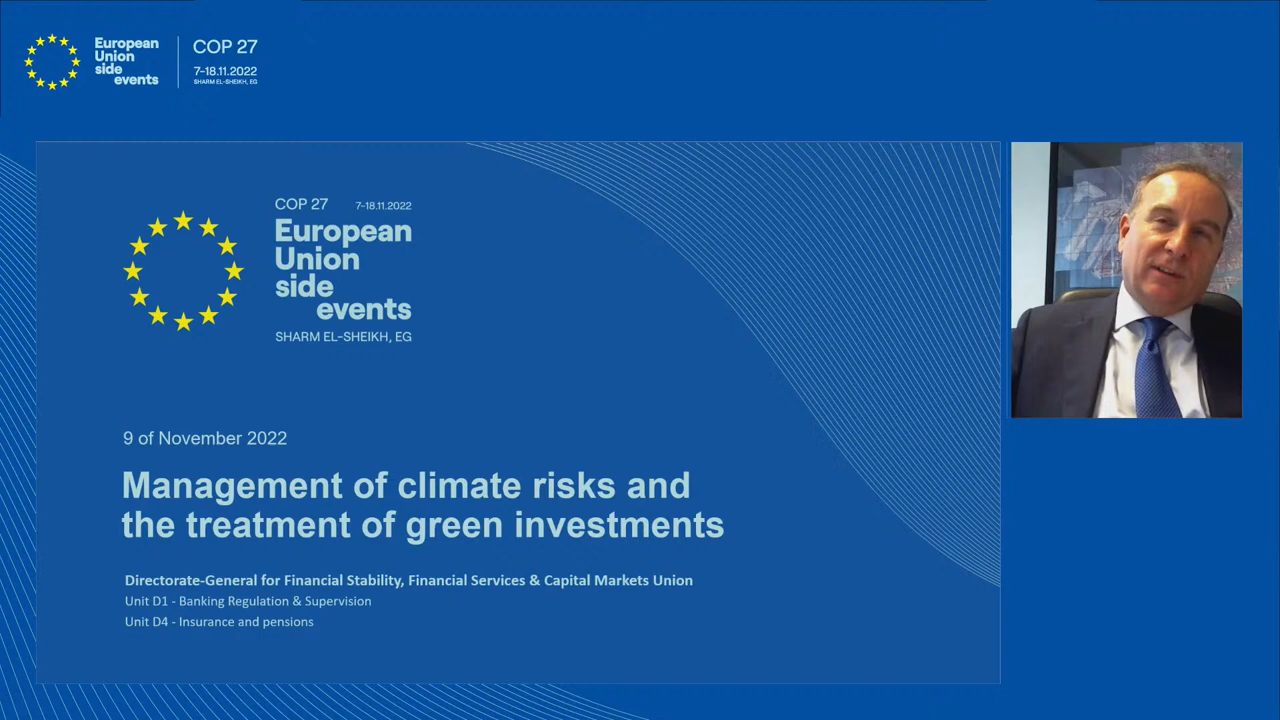 European
Union
side
events
COP 27
7-18.11.2022
SHARM EL-SHEIKH, EG
COP 27 7-18.11.2022
European
Union
side
events
SHARM EL-SHEIKH, EG
9 of November 2022
Management of climate risks and
the treatment of green investments
Directorate-General for Financial Stability, Financial Services & Capital Markets Union
Unit D1 - Banking Regulation & Supervision
Unit D4 - Insurance and pensions